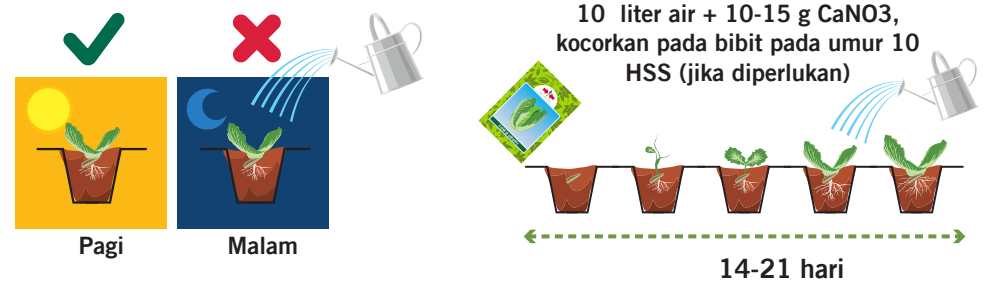 Pagi
Malam
10 liter air + 10-15 g CaNO3,
kocorkan pada bibit pada umur 10
HSS (jika diperlukan)
14-21 hari